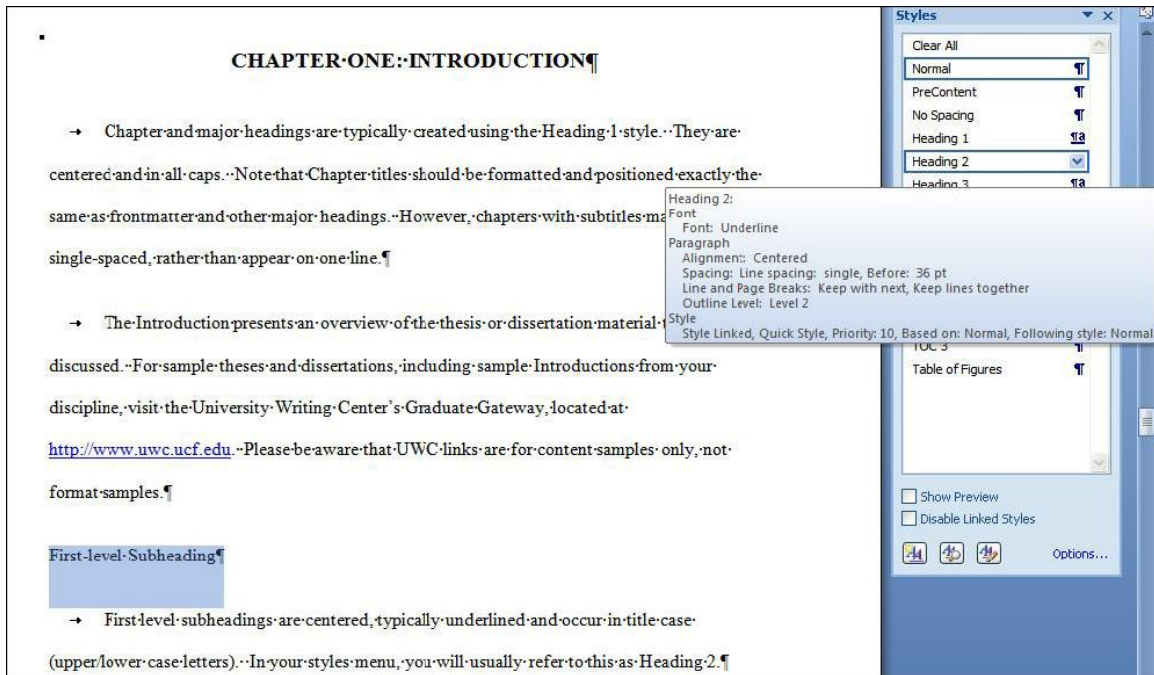 CHAPTER ONE: INTRODUCTION
Chapter and major headings are typically created using the Heading 1 style. They are
centered and in all caps. Note that Chapter titles should be formatted and positioned exactly the
same as frontmatter and other major headings. However, chapters with subtitles
single-spaced, rather than appear on one line.
The Introduction presents an overview of the thesis or dissertation material
discussed. For sample theses and dissertations, including sample Introductions from your
discipline, visit the University Writing Center's Graduate Gateway, located at
http://www.uwc.ucf.edu. Please be aware that UWC links are for content samples only, not
format samples.
First-level Subheading
First-level subheadings are centered, typically underlined and occur in title case
(upper/lower case letters). In your styles menu, you will usually refer to this as Heading 2.
Styles
Clear All
Normal
PreContent
No Spacing
Heading 1
Heading 2
Heading 3
Heading 2:
Font
Font: Underline
Paragraph
Alignment: Centered
Spacing: Line spacing: single, Before: 36 pt
Line and Page Breaks: Keep with next, Keep lines together
Outline Level: Level 2
Style
Style Linked, Quick Style, Priority: 10, Based on: Normal, Following style: Normal
TOC 3
Table of Figures
Show Preview
Disable Linked Styles
Options...